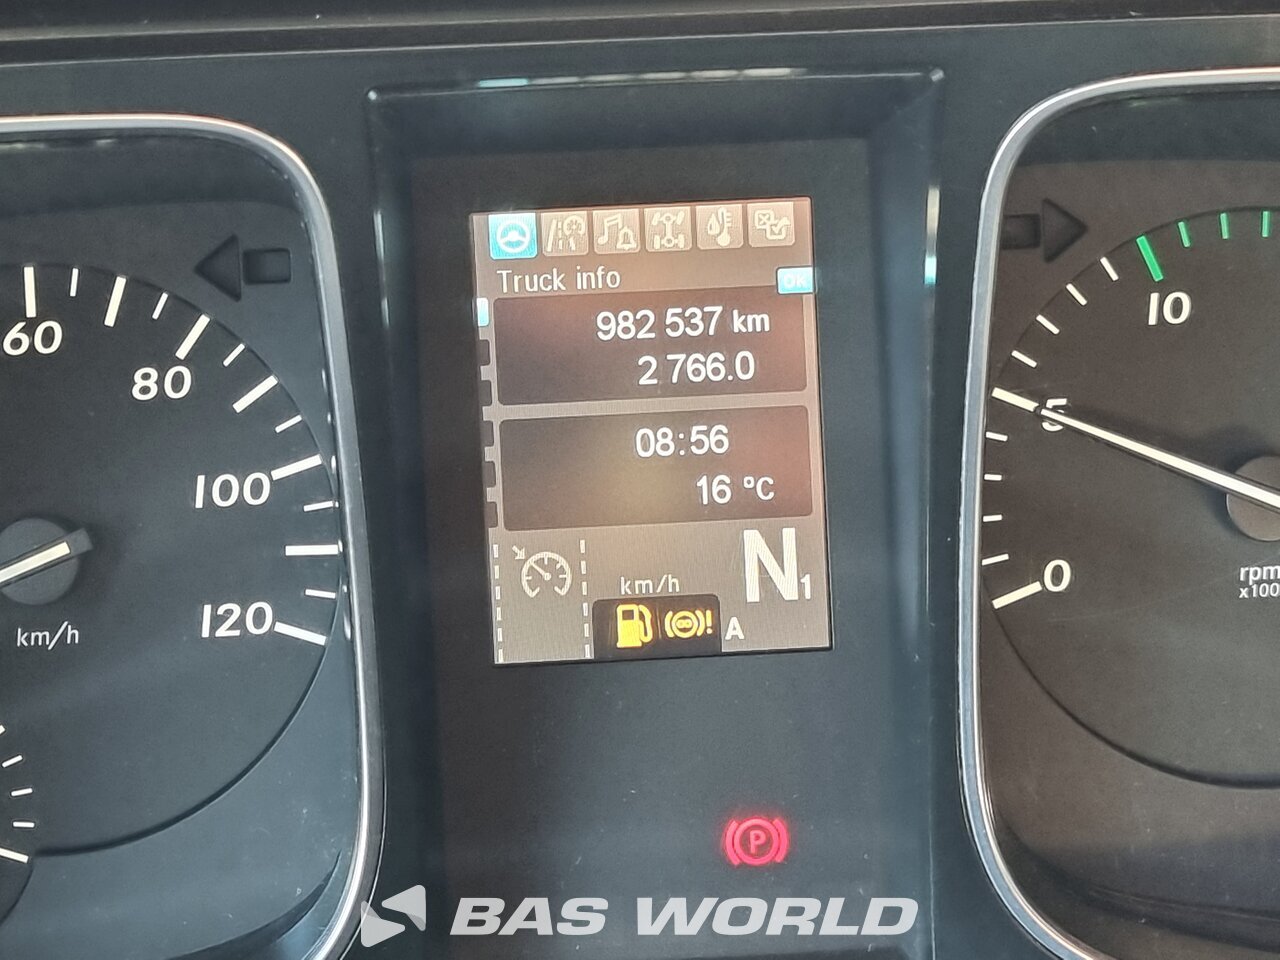 Truck info
Ok
982 537 km
2 766.0
08:56
16 °C
km/h
N1
A
60
80
100
120
km/h
10
5
0
rpm
x100
P
BAS WORLD